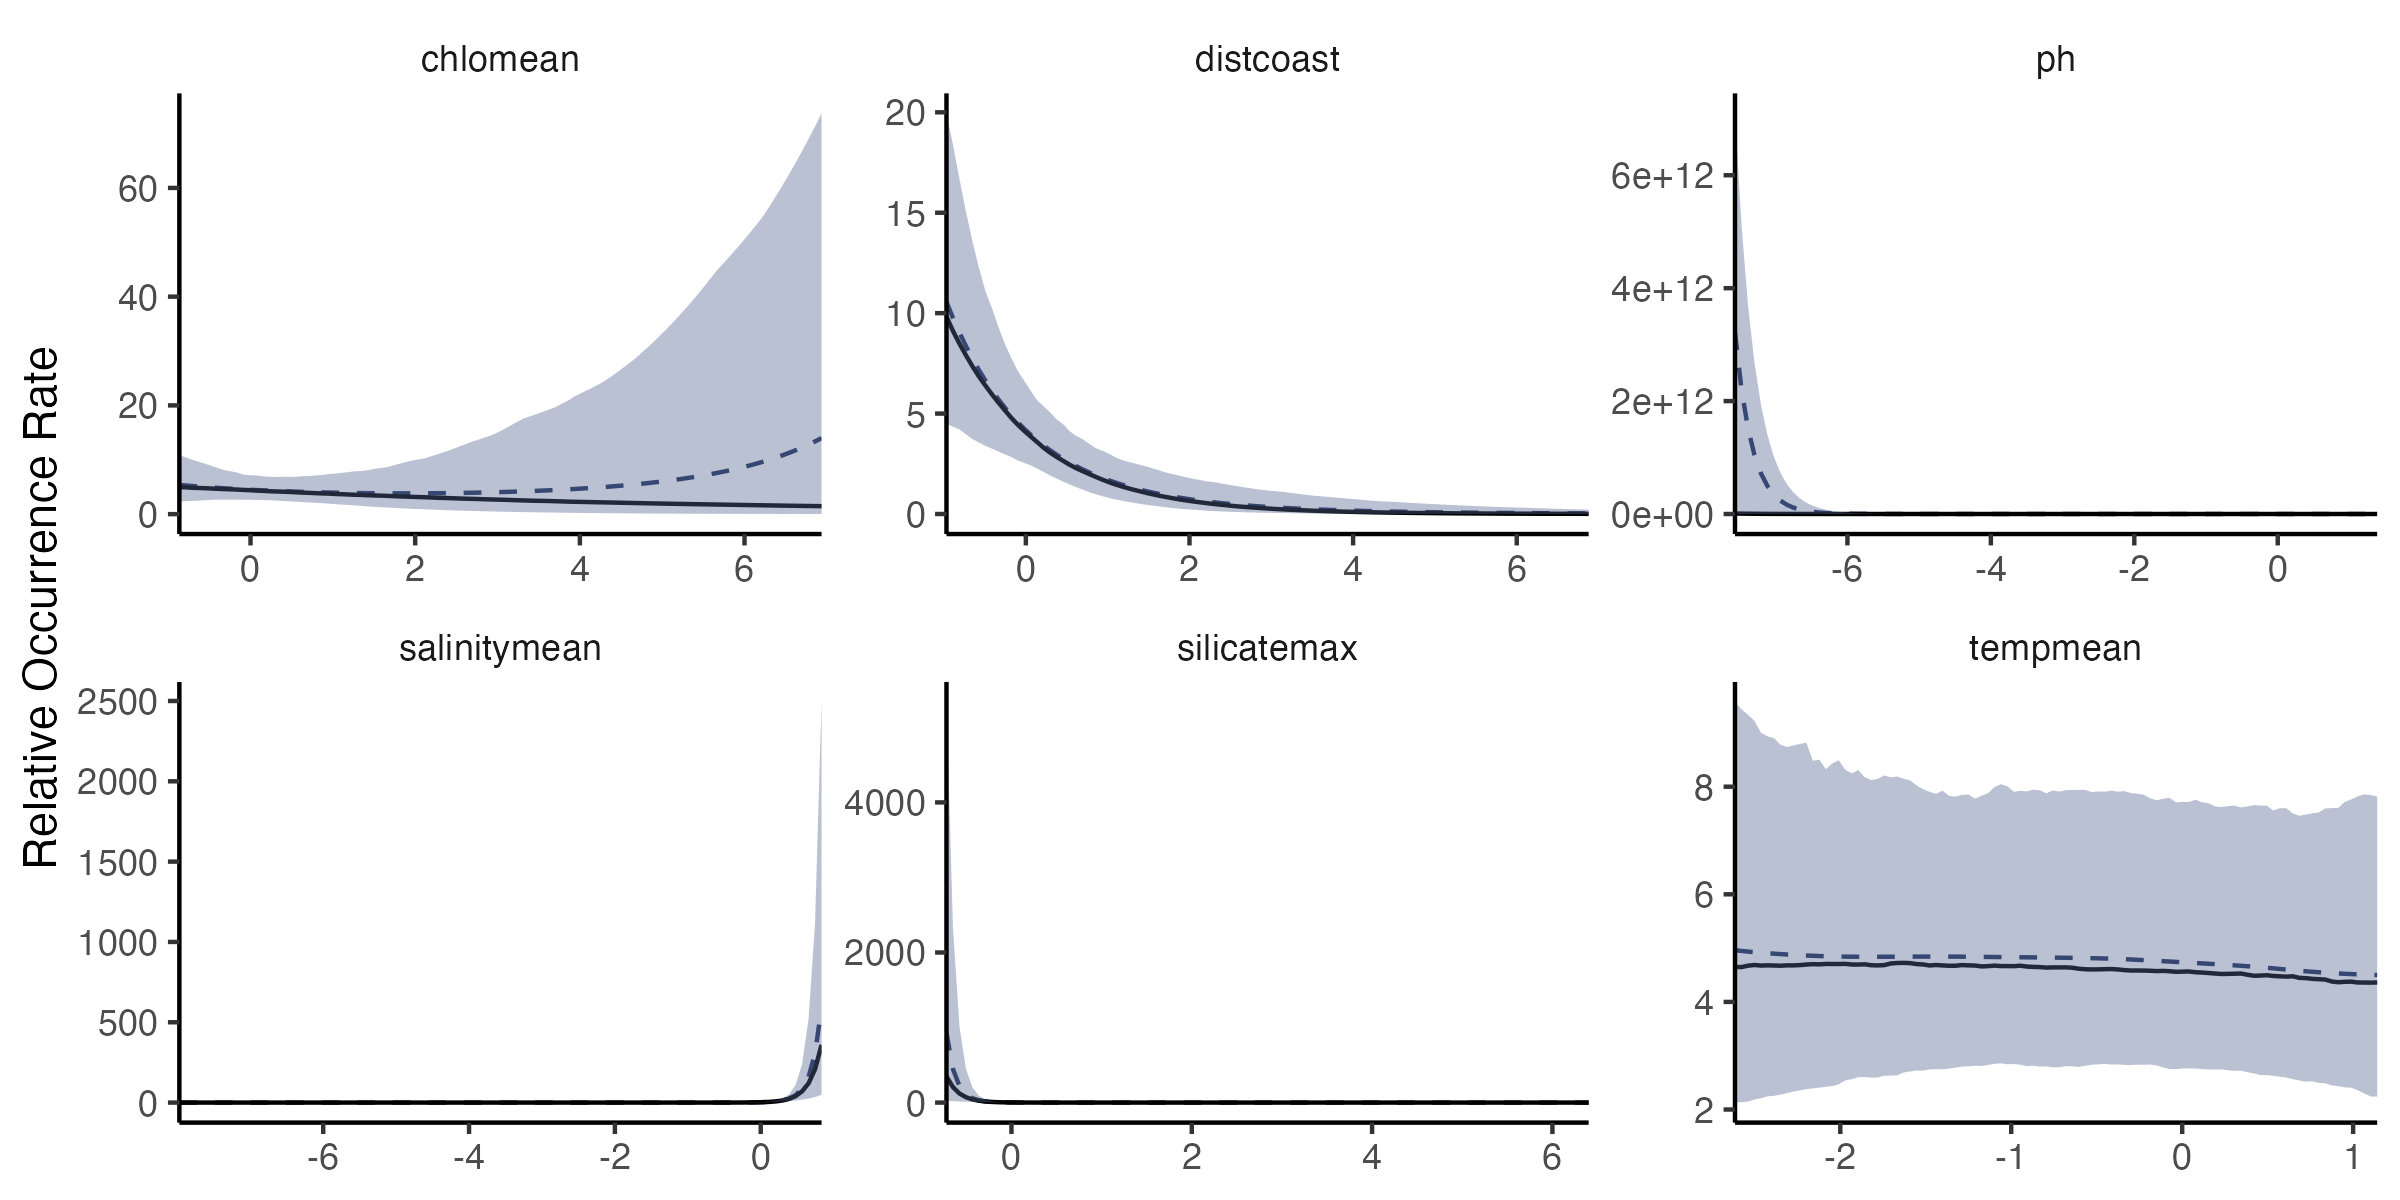 Relative Occurrence Rate
chlomean
60
40
20
0
0 2 4 6
distcoast
20
15
10
5
0
0 2 4 6
ph
6e+12
4e+12
2e+12
0e+00
-6 -4 -2 0
salinitymean
2500
2000
1500
1000
500
0
-6 -4 -2 0
silicatemax
4000
2000
0
0 2 4 6
tempmean
8
6
4
2
-2 -1 0 1